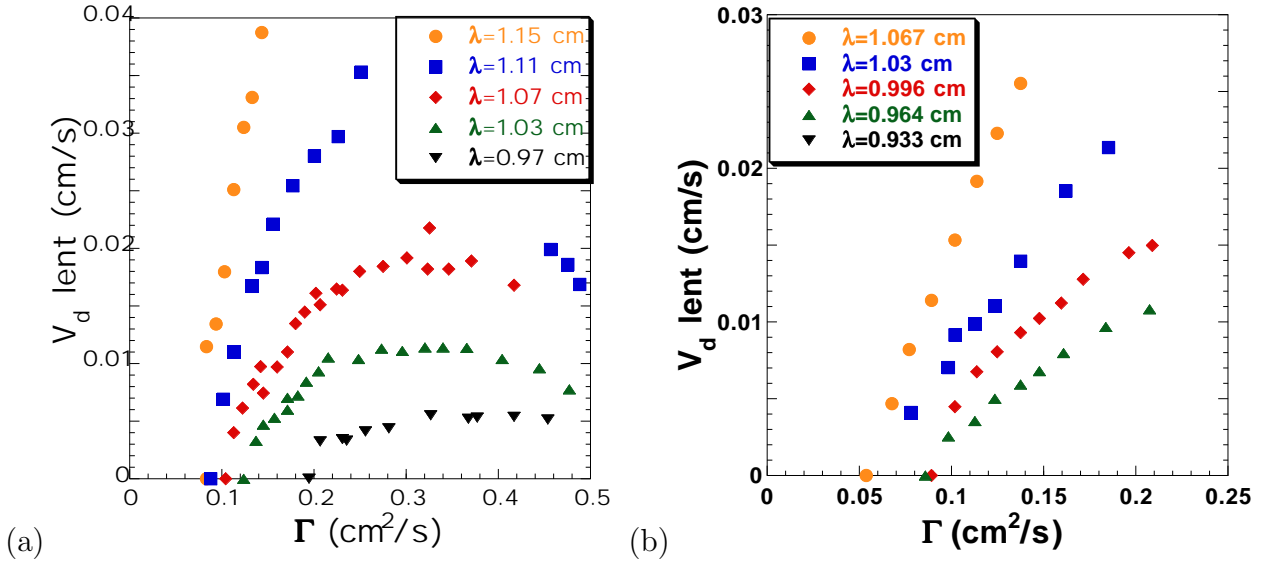 0.04
0.03
0.02
0.01
0
V_d lent (cm/s)
λ=1.15 cm
λ=1.11 cm
λ=1.07 cm
λ=1.03 cm
λ=0.97 cm
0 0.1 0.2 0.3 0.4 0.5
Γ (cm²/s)
(a)
0.03
0.02
0.01
0
V_d lent (cm/s)
λ=1.067 cm
λ=1.03 cm
λ=0.996 cm
λ=0.964 cm
λ=0.933 cm
0 0.05 0.1 0.15 0.2 0.25
Γ (cm²/s)
(b)